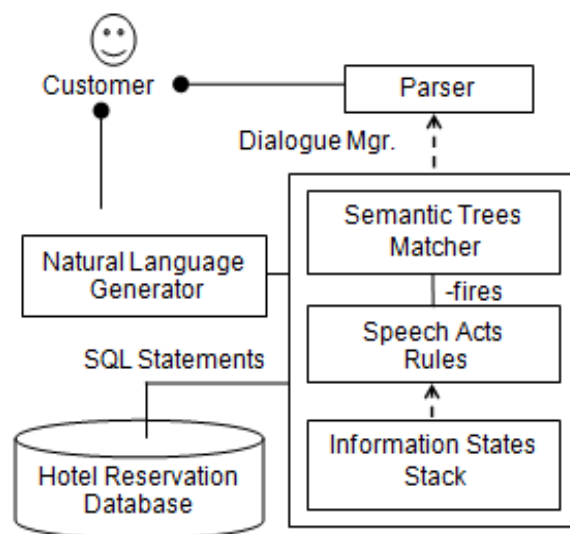 Customer
Parser
Dialogue Mgr.
Semantic Trees
Matcher
Natural Language
Generator
-fires
Speech Acts
Rules
SQL Statements
Information States
Stack
Hotel Reservation
Database